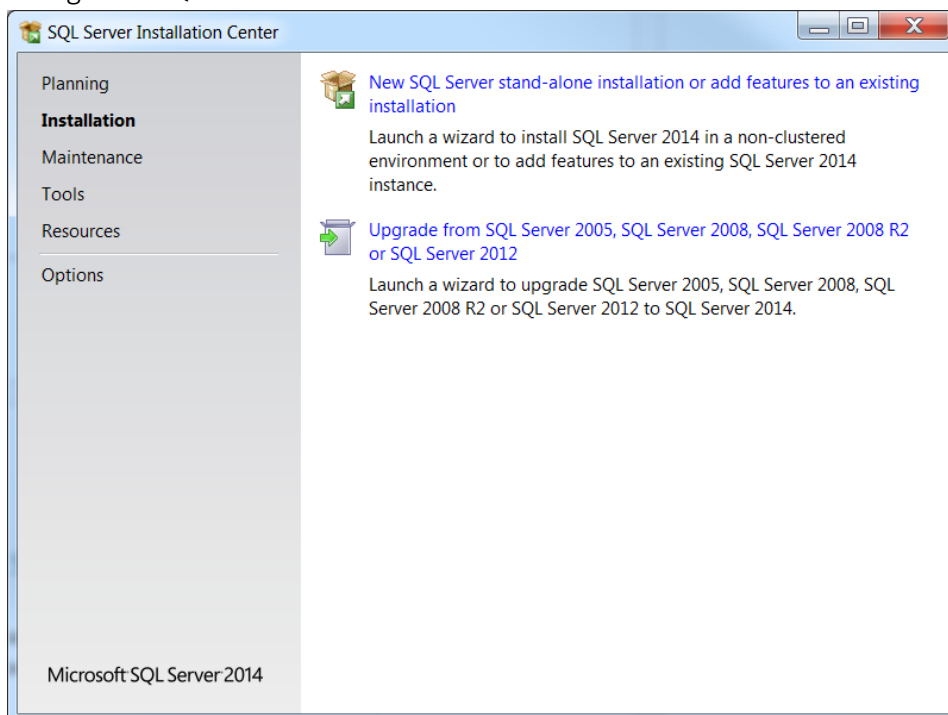 SQL Server Installation Center
Planning
Installation
Maintenance
Tools
Resources
Options
New SQL Server stand-alone installation or add features to an existing
installation
Launch a wizard to install SQL Server 2014 in a non-clustered
environment or to add features to an existing SQL Server 2014
instance.
Upgrade from SQL Server 2005, SQL Server 2008, SQL Server 2008 R2
or SQL Server 2012
Launch a wizard to upgrade SQL Server 2005, SQL Server 2008, SQL
Server 2008 R2 or SQL Server 2012 to SQL Server 2014.
Microsoft SQL Server 2014